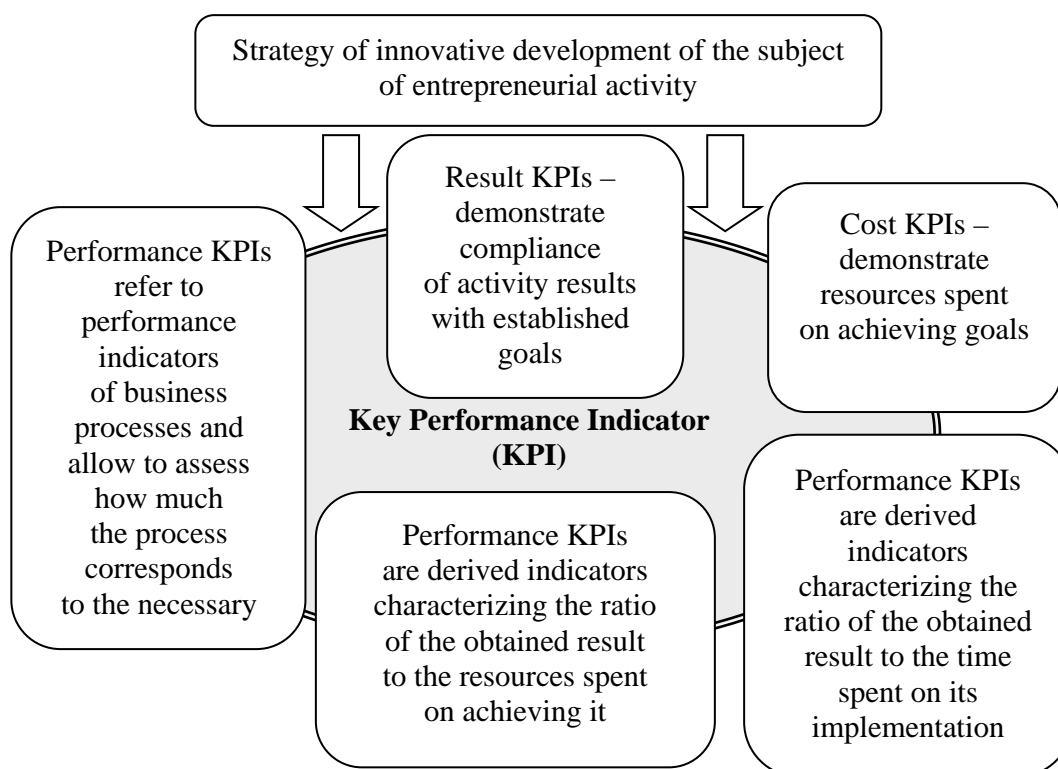 Strategy of innovative development of the subject
of entrepreneurial activity
Result KPIs –
demonstrate
compliance
of activity results
with established
goals
Cost KPIs –
demonstrate
resources spent
on achieving goals
Performance KPIs
refer to
performance
indicators
of business
processes and
allow to assess
how much
the process
corresponds
to the necessary
Key Performance Indicator
(KPI)
Performance KPIs
are derived indicators
characterizing the ratio
of the obtained result
to the resources spent
on achieving it
Performance KPIs
are derived
indicators
characterizing the
ratio of the obtained
result to the time
spent on its
implementation